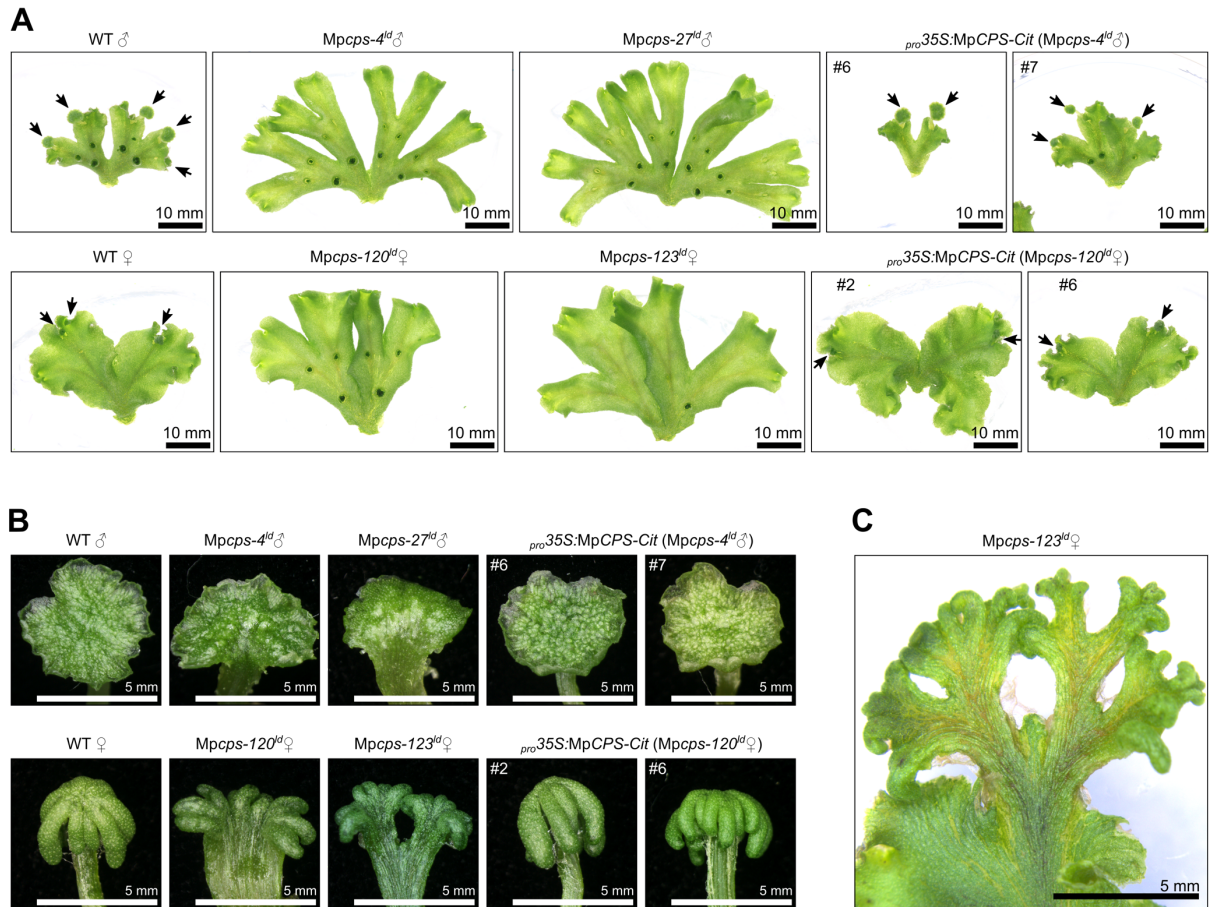 A
WT ♂ Mpcps-4ld♂ Mpcps-27ld♂ pro35S:MpCPS-Cit (Mpcps-4ld♂)
#6 #7
10 mm 10 mm 10 mm 10 mm 10 mm
WT ♀ Mpcps-120ld♀ Mpcps-123ld♀ pro35S:MpCPS-Cit (Mpcps-120ld♀)
#2 #6
10 mm 10 mm 10 mm 10 mm 10 mm
B
WT ♂ Mpcps-4ld♂ Mpcps-27ld♂ pro35S:MpCPS-Cit (Mpcps-4ld♂)
#6 #7
5 mm 5 mm 5 mm 5 mm 5 mm
WT ♀ Mpcps-120ld♀ Mpcps-123ld♀ pro35S:MpCPS-Cit (Mpcps-120ld♀)
#2 #6
5 mm 5 mm 5 mm 5 mm 5 mm
C
Mpcps-123ld♀
5 mm